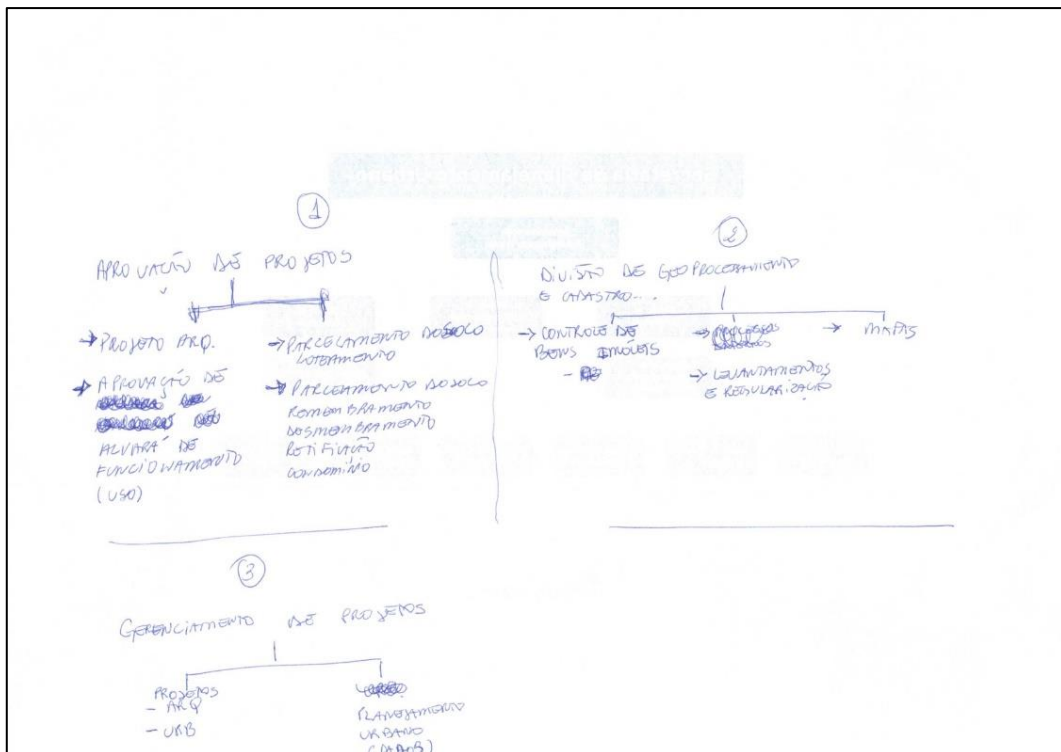 1
APROVAÇÃO DE PROJETOS
→ PROJETO ARQ.
→ APROVAÇÃO DE
ALVARÁ DE
FUNCIONAMENTO
(USO)
→ PARCELAMENTO DO SOLO
LOTEAMENTO
→ PARCELAMENTO DO SOLO
REMEMBRAMENTO
DESMEMBRAMENTO
RETIFICAÇÃO
CONDOMÍNIO
2
DIVISÃO DE GEOPROCESSAMENTO
E CADASTRO...
→ CONTROLE DE
BENS IMÓVEIS
→ LEVANTAMENTOS
E REGULARIZAÇÃO
→ MAPAS
3
GERENCIAMENTO DE PROJETOS
PROJETOS
- ARQ
- URB
PLANEJAMENTO
URBANO